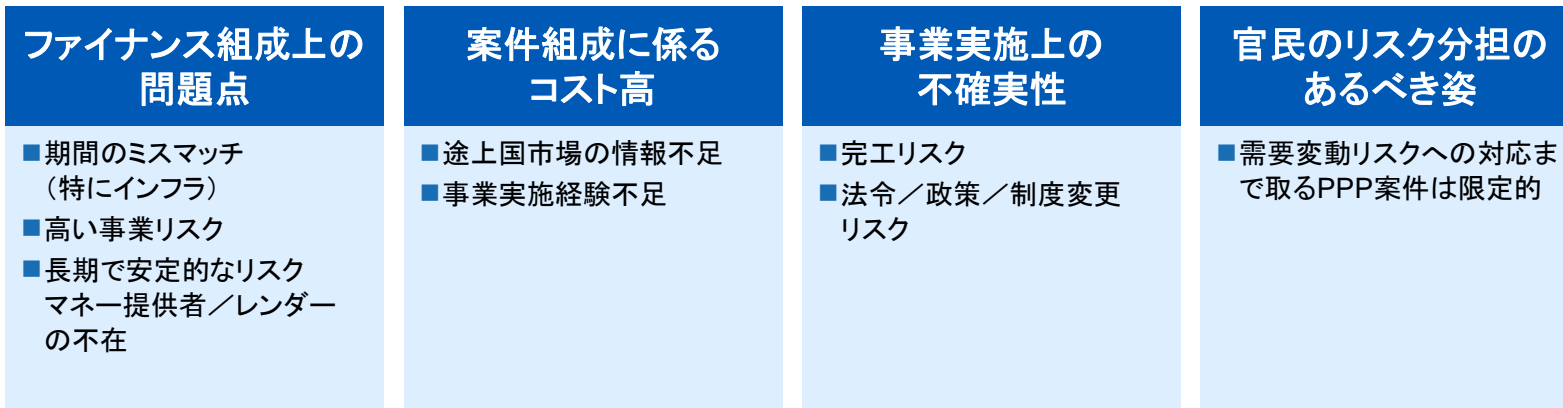 ファイナンス組成上の
問題点
■期間のミスマッチ
（特にインフラ）
■高い事業リスク
■長期で安定的なリスク
マネー提供者／レンダー
の不在
案件組成に係る
コスト高
■途上国市場の情報不足
■事業実施経験不足
事業実施上の
不確実性
■完工リスク
■法令／政策／制度変更
リスク
官民のリスク分担の
あるべき姿
■需要変動リスクへの対応ま
で取るPPP案件は限定的